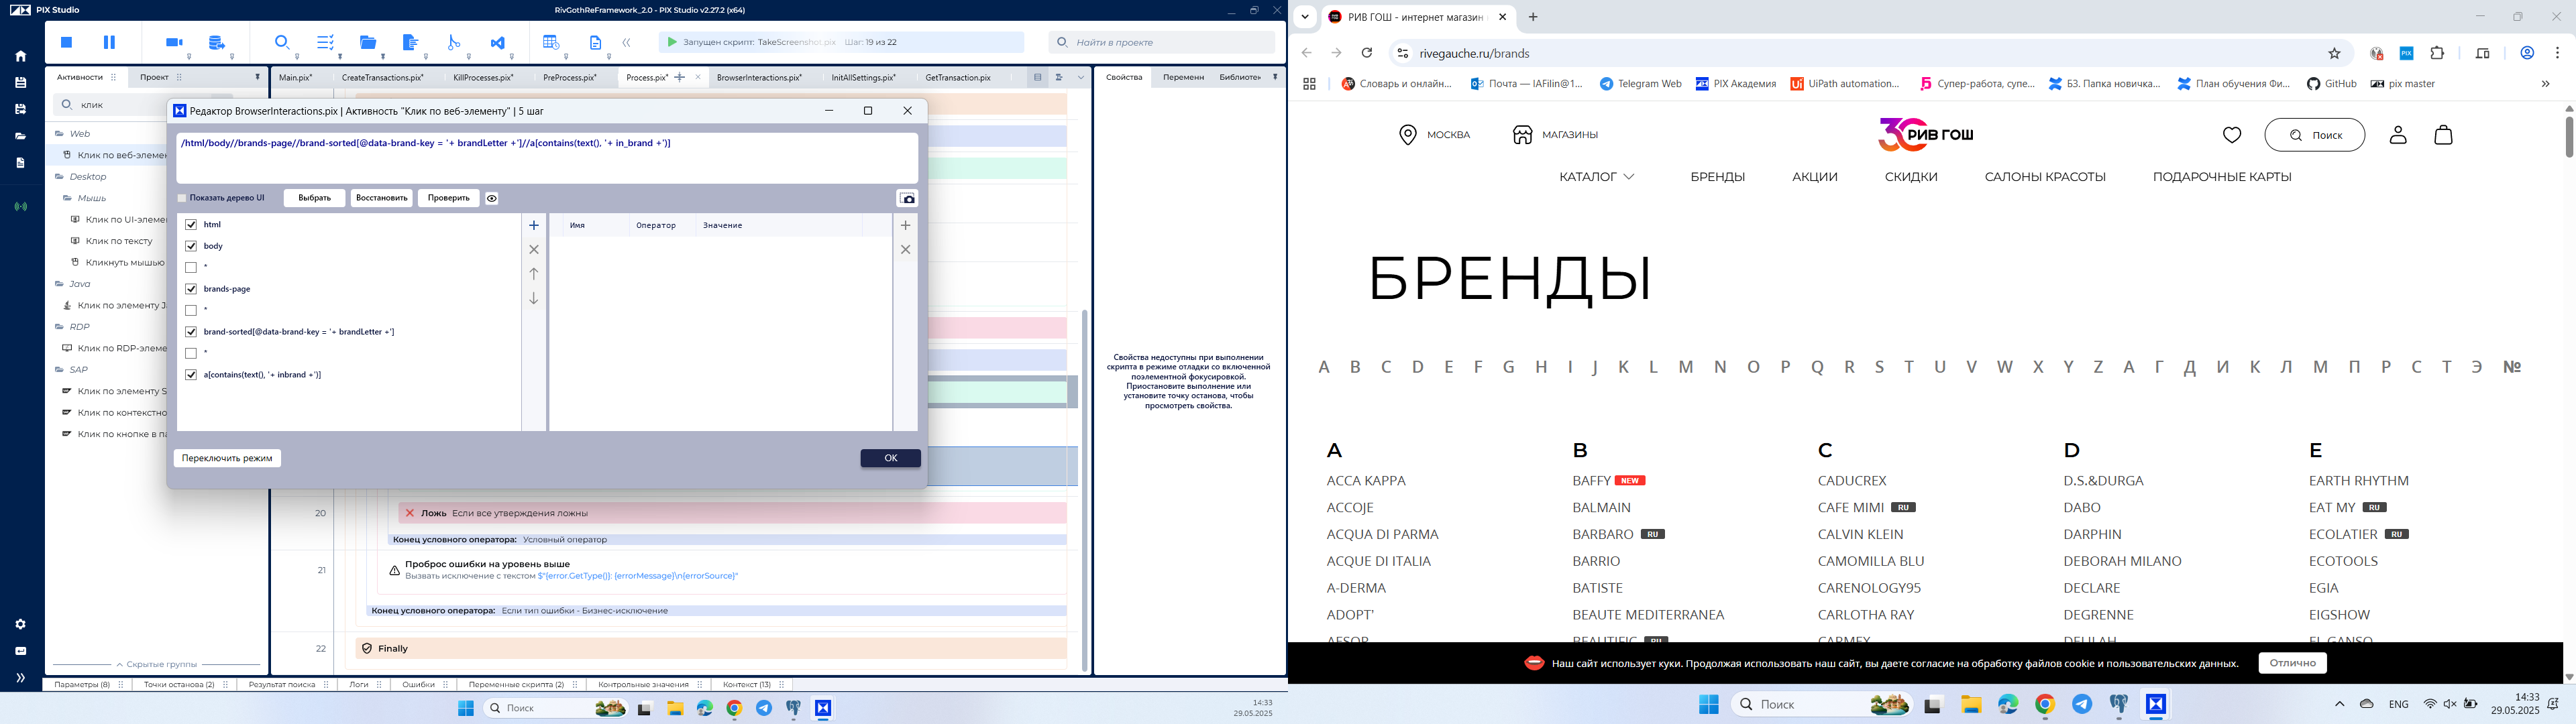 PIX Studio
RivGothReFramework_2.0 - PIX Studio v2.27.2 (x64)
Запущен скрипт: TakeScreenshot.pix Шаг: 19 из 22
Найти в проекте
Активности
Проект
Main.pix*
CreateTransactions.pix*
KillProcesses.pix*
PreProcess.pix*
Process.pix*
BrowserInteractions.pix*
InitAllSettings.pix*
GetTransaction.pix
Свойства
Переменн
Библиотек
клик
Web
Клик по веб-элемен
Desktop
Мышь
Клик по UI-элемен
Клик по тексту
Кликнуть мышью
Java
Клик по элементу Ja
RDP
Клик по RDP-элеме
SAP
Клик по элементу S
Клик по контекстно
Клик по кнопке в па
Скрытые группы
Редактор BrowserInteractions.pix | Активность "Клик по веб-элементу" | 5 шаг
/html/body//brands-page//brand-sorted[@data-brand-key = '+ brandLetter +']//a[contains(text(), '+ in_brand +')]
Показать дерево UI
Выбрать
Восстановить
Проверить
html
body
*
brands-page
*
brand-sorted[@data-brand-key = '+ brandLetter +']
*
a[contains(text(), '+ inbrand +')]
Имя
Оператор
Значение
Переключить режим
OK
20
Ложь Если все утверждения ложны
Конец условного оператора: Условный оператор
21
Проброс ошибки на уровень выше
Вызвать исключение с текстом $"{error.GetType()}: {errorMessage}\n{errorSource}"
Конец условного оператора: Если тип ошибки - Бизнес-исключение
22
Finally
Свойства недоступны при выполнении
скрипта в режиме отладки со включенной
поэлементной фокусировкой.
Приостановите выполнение или
установите точку останова, чтобы
просмотреть свойства.
Параметры (8)
Точки останова (2)
Результат поиска
Логи
Ошибки
Переменные скрипта (2)
Контрольные значения
Контекст (13)
Поиск
14:33
29.05.2025
РИВ ГОШ - интернет магазин
rivegauche.ru/brands
Словарь и онлайн...
Почта — IAFilin@1...
Telegram Web
PIX Академия
UiPath automation...
Супер-работа, супе...
БЗ. Папка новичка...
План обучения Фи...
GitHub
pix master
МОСКВА
МАГАЗИНЫ
РИВ ГОШ
Поиск
КАТАЛОГ
БРЕНДЫ
АКЦИИ
СКИДКИ
САЛОНЫ КРАСОТЫ
ПОДАРОЧНЫЕ КАРТЫ
БРЕНДЫ
A B C D E F G H I J K L M N O P Q R S T U V W X Y Z А Г Д И К Л М П Р С Т Э №
A
ACCA KAPPA
ACCOJE
ACQUA DI PARMA
ACQUE DI ITALIA
A-DERMA
ADOPT'
AESOP
B
BAFFY NEW
BALMAIN
BARBARO RU
BARRIO
BATISTE
BEAUTE MEDITERRANEA
BEAUTIFIC RU
C
CADUCREX
CAFE MIMI RU
CALVIN KLEIN
CAMOMILLA BLU
CARENOLOGY95
CARLOTHA RAY
CARMEX
D
D.S.&DURGA
DABO
DARPHIN
DEBORAH MILANO
DECLARE
DEGRENNE
DELILAH
E
EARTH RHYTHM
EAT MY RU
ECOLATIER RU
ECOTOOLS
EGIA
EIGSHOW
EL GANSO
Наш сайт использует куки. Продолжая использовать наш сайт, вы даете согласие на обработку файлов cookie и пользовательских данных.
Отлично
Поиск
ENG
14:33
29.05.2025